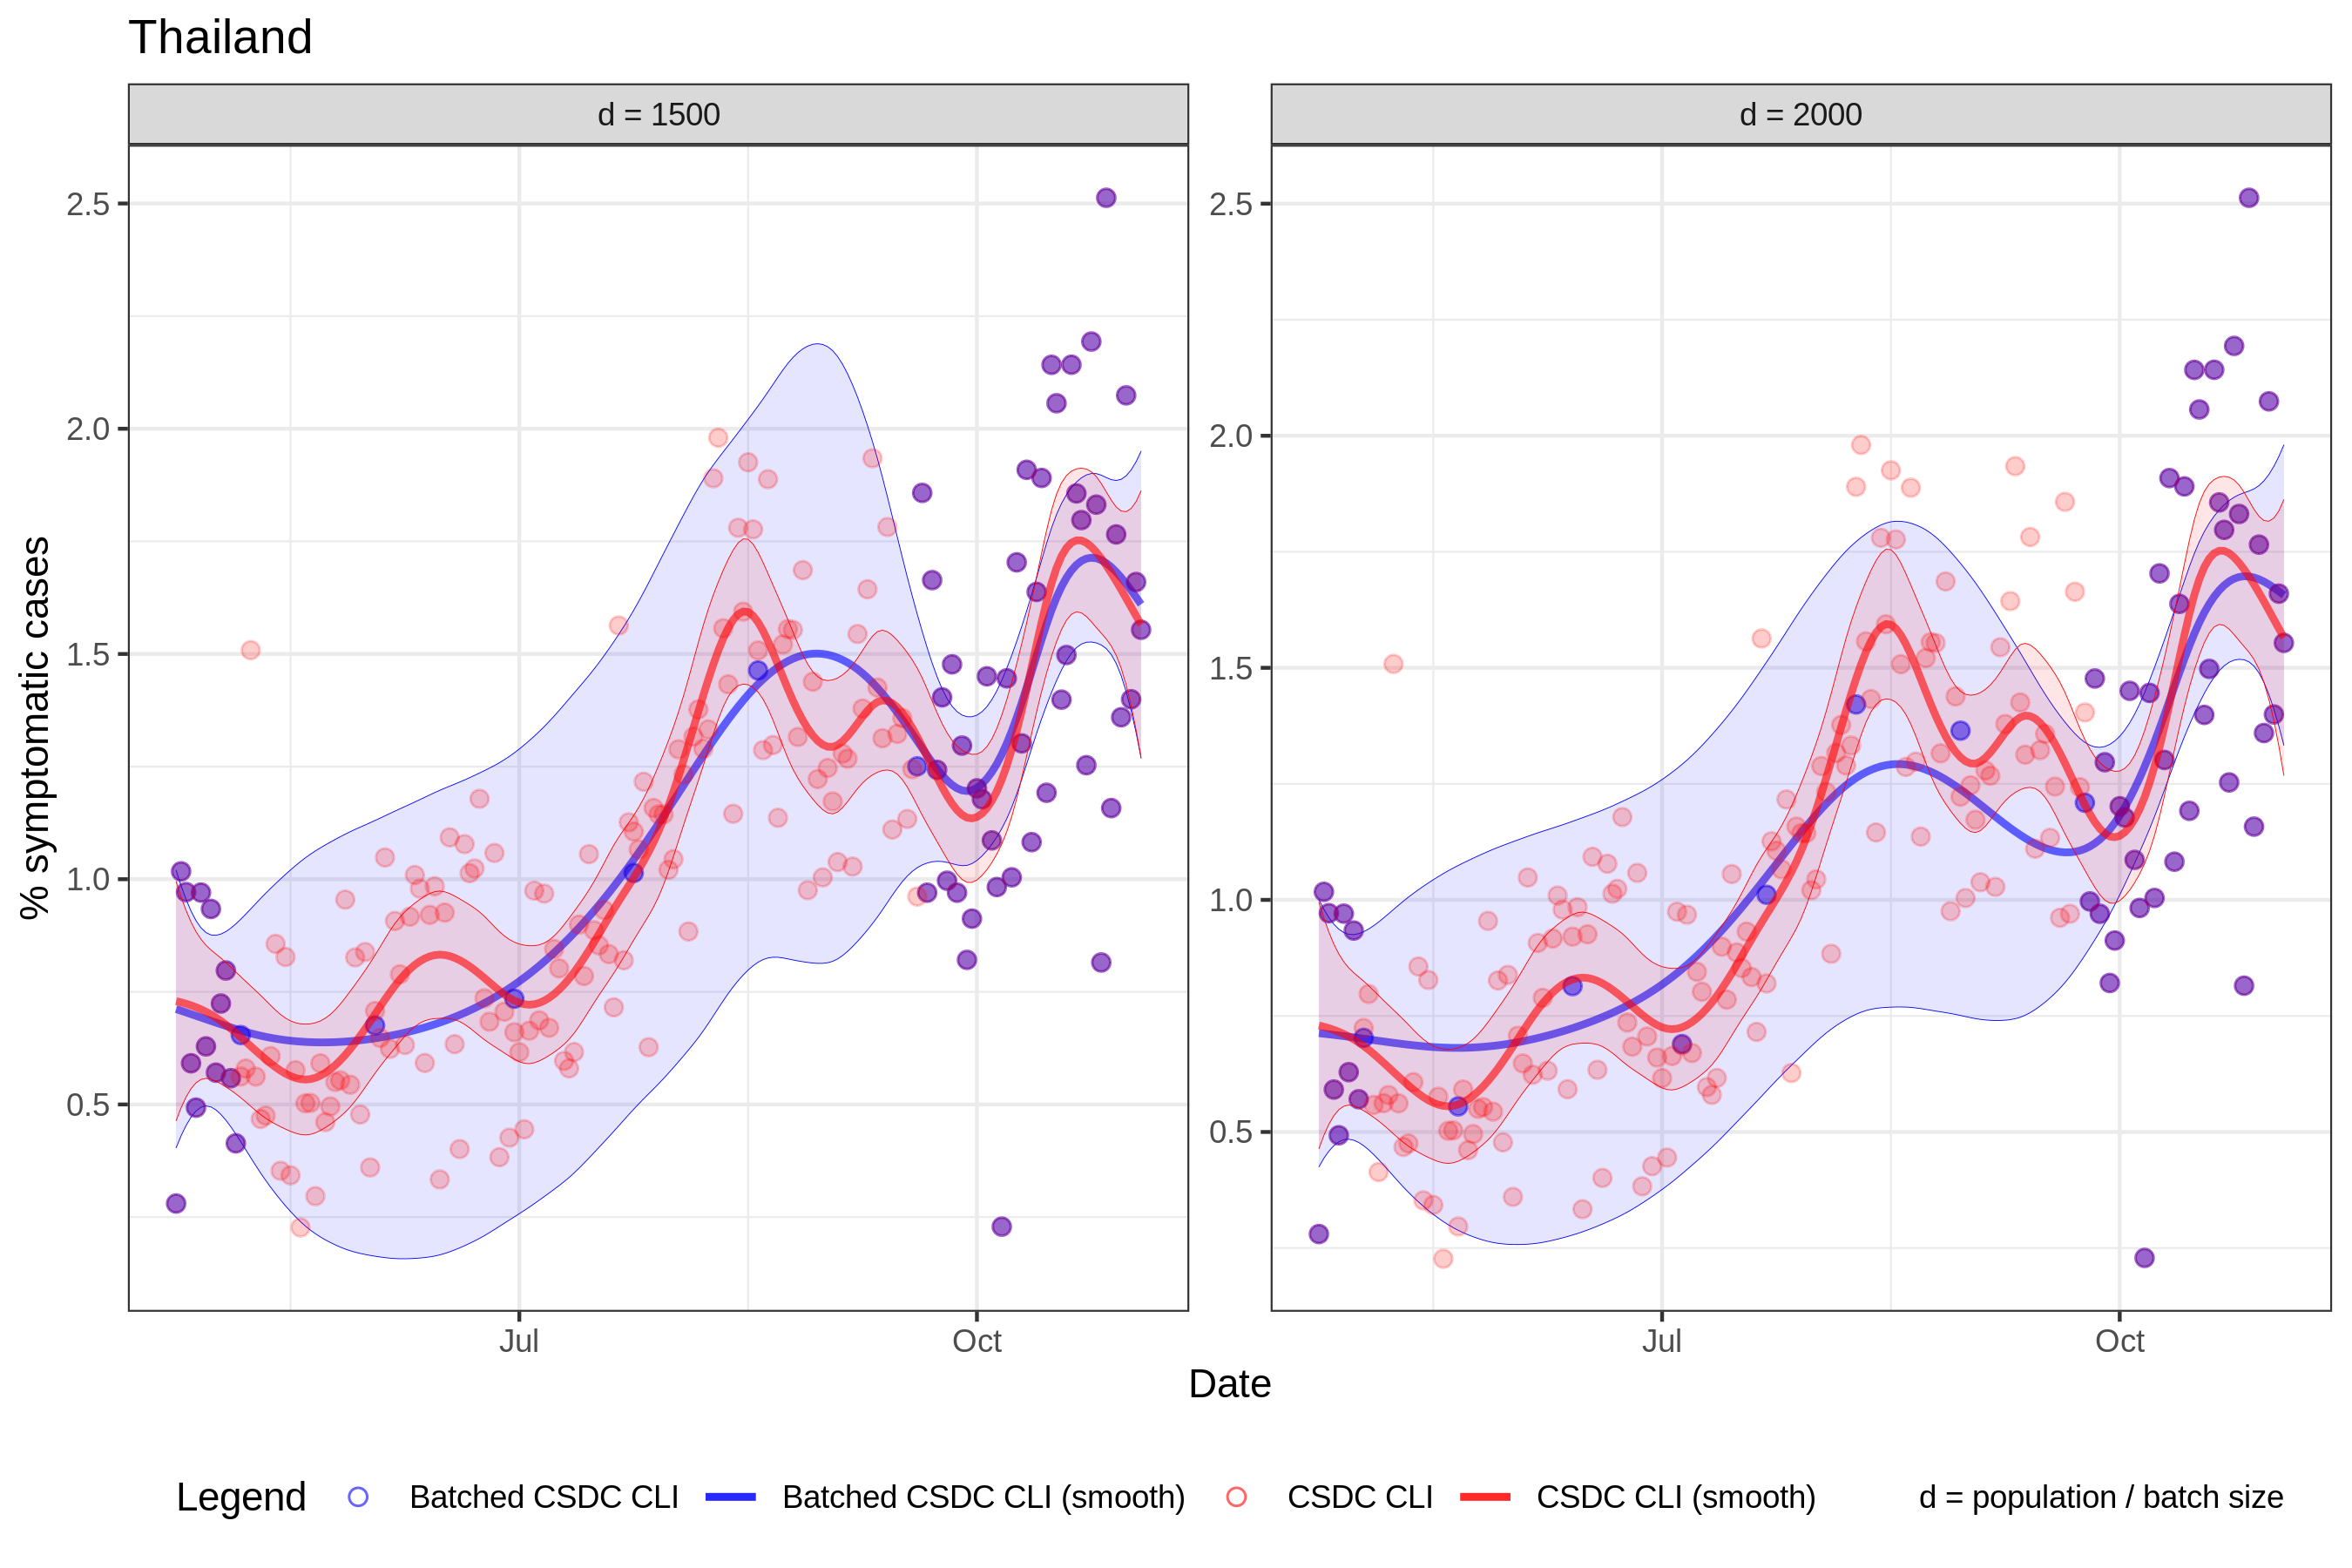 Thailand
d = 1500
d = 2000
% symptomatic cases
2.5
2.0
1.5
1.0
0.5
2.5
2.0
1.5
1.0
0.5
Jul
Oct
Jul
Oct
Date
Legend
Batched CSDC CLI
Batched CSDC CLI (smooth)
CSDC CLI
CSDC CLI (smooth)
d = population / batch size